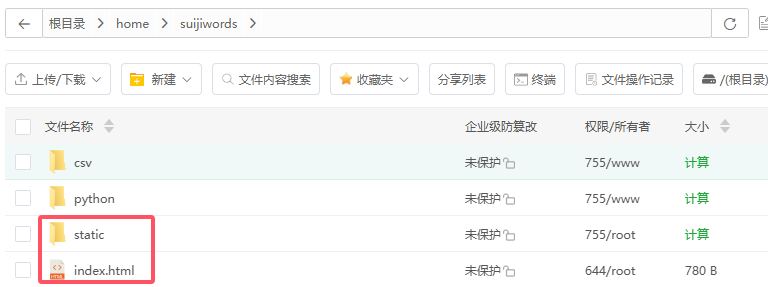 根目录 > home > suijiwords >
上传/下载 新建 文件内容搜索 收藏夹 分享列表 终端 文件操作记录 /(根目录)
文件名称 企业级防篡改 权限/所有者 大小
csv 未保护 755/www 计算
python 未保护 755/www 计算
static 未保护 755/root 计算
HTML index.html 未保护 644/root 780 B